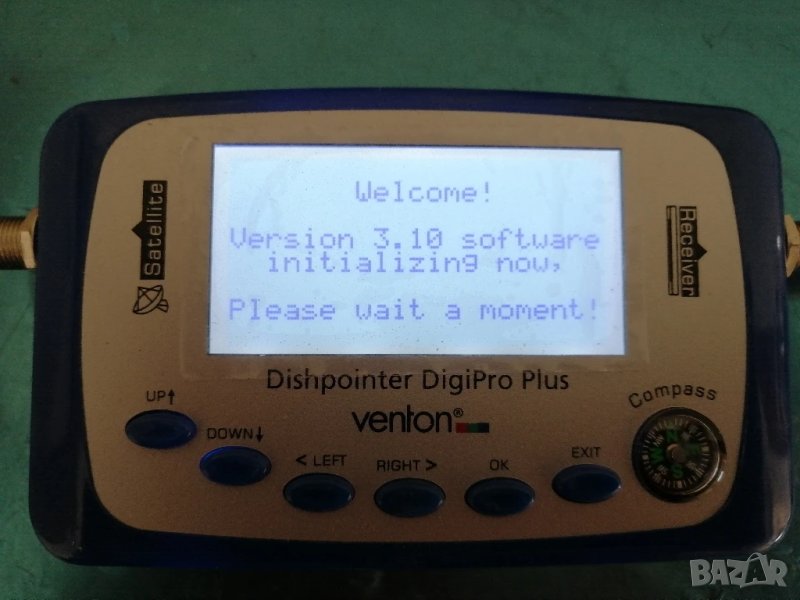 Welcome!
Version 3.10 software
initializing now,
Please wait a moment!
Satellite
Receiver
Dishpointer DigiPro Plus
venton®
UP↑
DOWN↓
< LEFT
RIGHT >
OK
EXIT
Compass
BAZAR